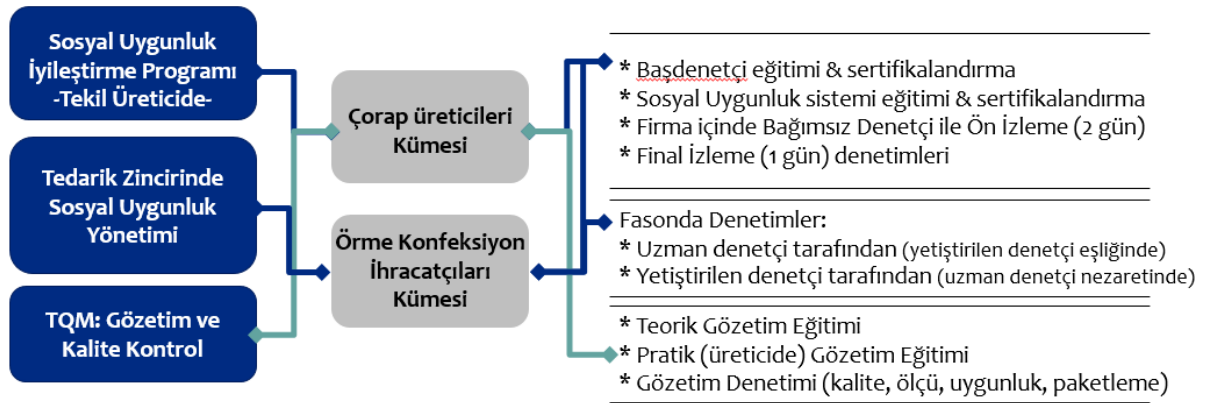 Sosyal Uygunluk
İyileştirme Programı
-Tekil Üreticide-
Tedarik Zincirinde
Sosyal Uygunluk
Yönetimi
TQM: Gözetim ve
Kalite Kontrol
Çorap üreticileri
Kümesi
Örme Konfeksiyon
İhracatçıları
Kümesi
* Başdenetçi eğitimi & sertifikalandırma
* Sosyal Uygunluk sistemi eğitimi & sertifikalandırma
* Firma içinde Bağımsız Denetçi ile Ön İzleme (2 gün)
* Final İzleme (1 gün) denetimleri
Fasonda Denetimler:
* Uzman denetçi tarafından (yetiştirilen denetçi eşliğinde)
* Yetiştirilen denetçi tarafından (uzman denetçi nezaretinde)
* Teorik Gözetim Eğitimi
* Pratik (üreticide) Gözetim Eğitimi
* Gözetim Denetimi (kalite, ölçü, uygunluk, paketleme)